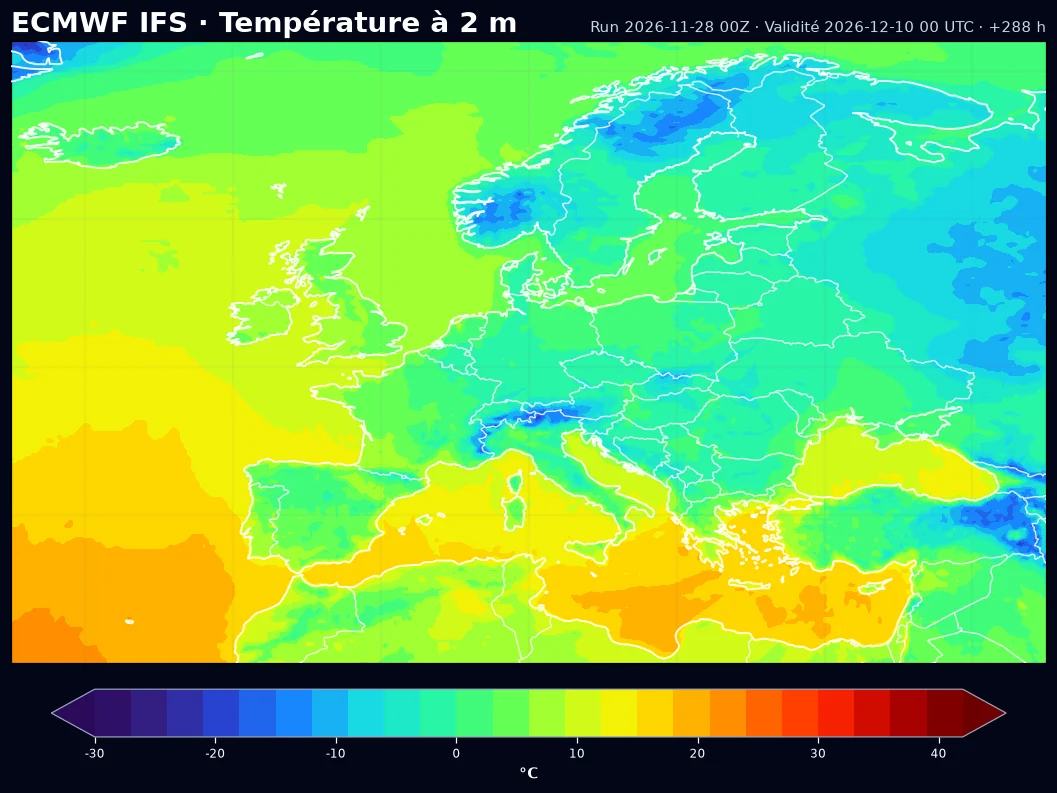 ECMWF IFS · Température à 2 m
Run 2026-11-28 00Z · Validité 2026-12-10 00 UTC · +288 h
-30 -20 -10 0 10 20 30 40
°C